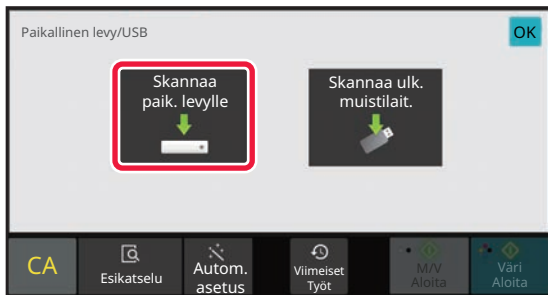 Paikallinen levy/USB
OK
Skannaa
paik. levylle
Skannaa ulk.
muistilait.
CA
Esikatselu
Autom.
asetus
Viimeiset
Työt
M/V
Aloita
Väri
Aloita